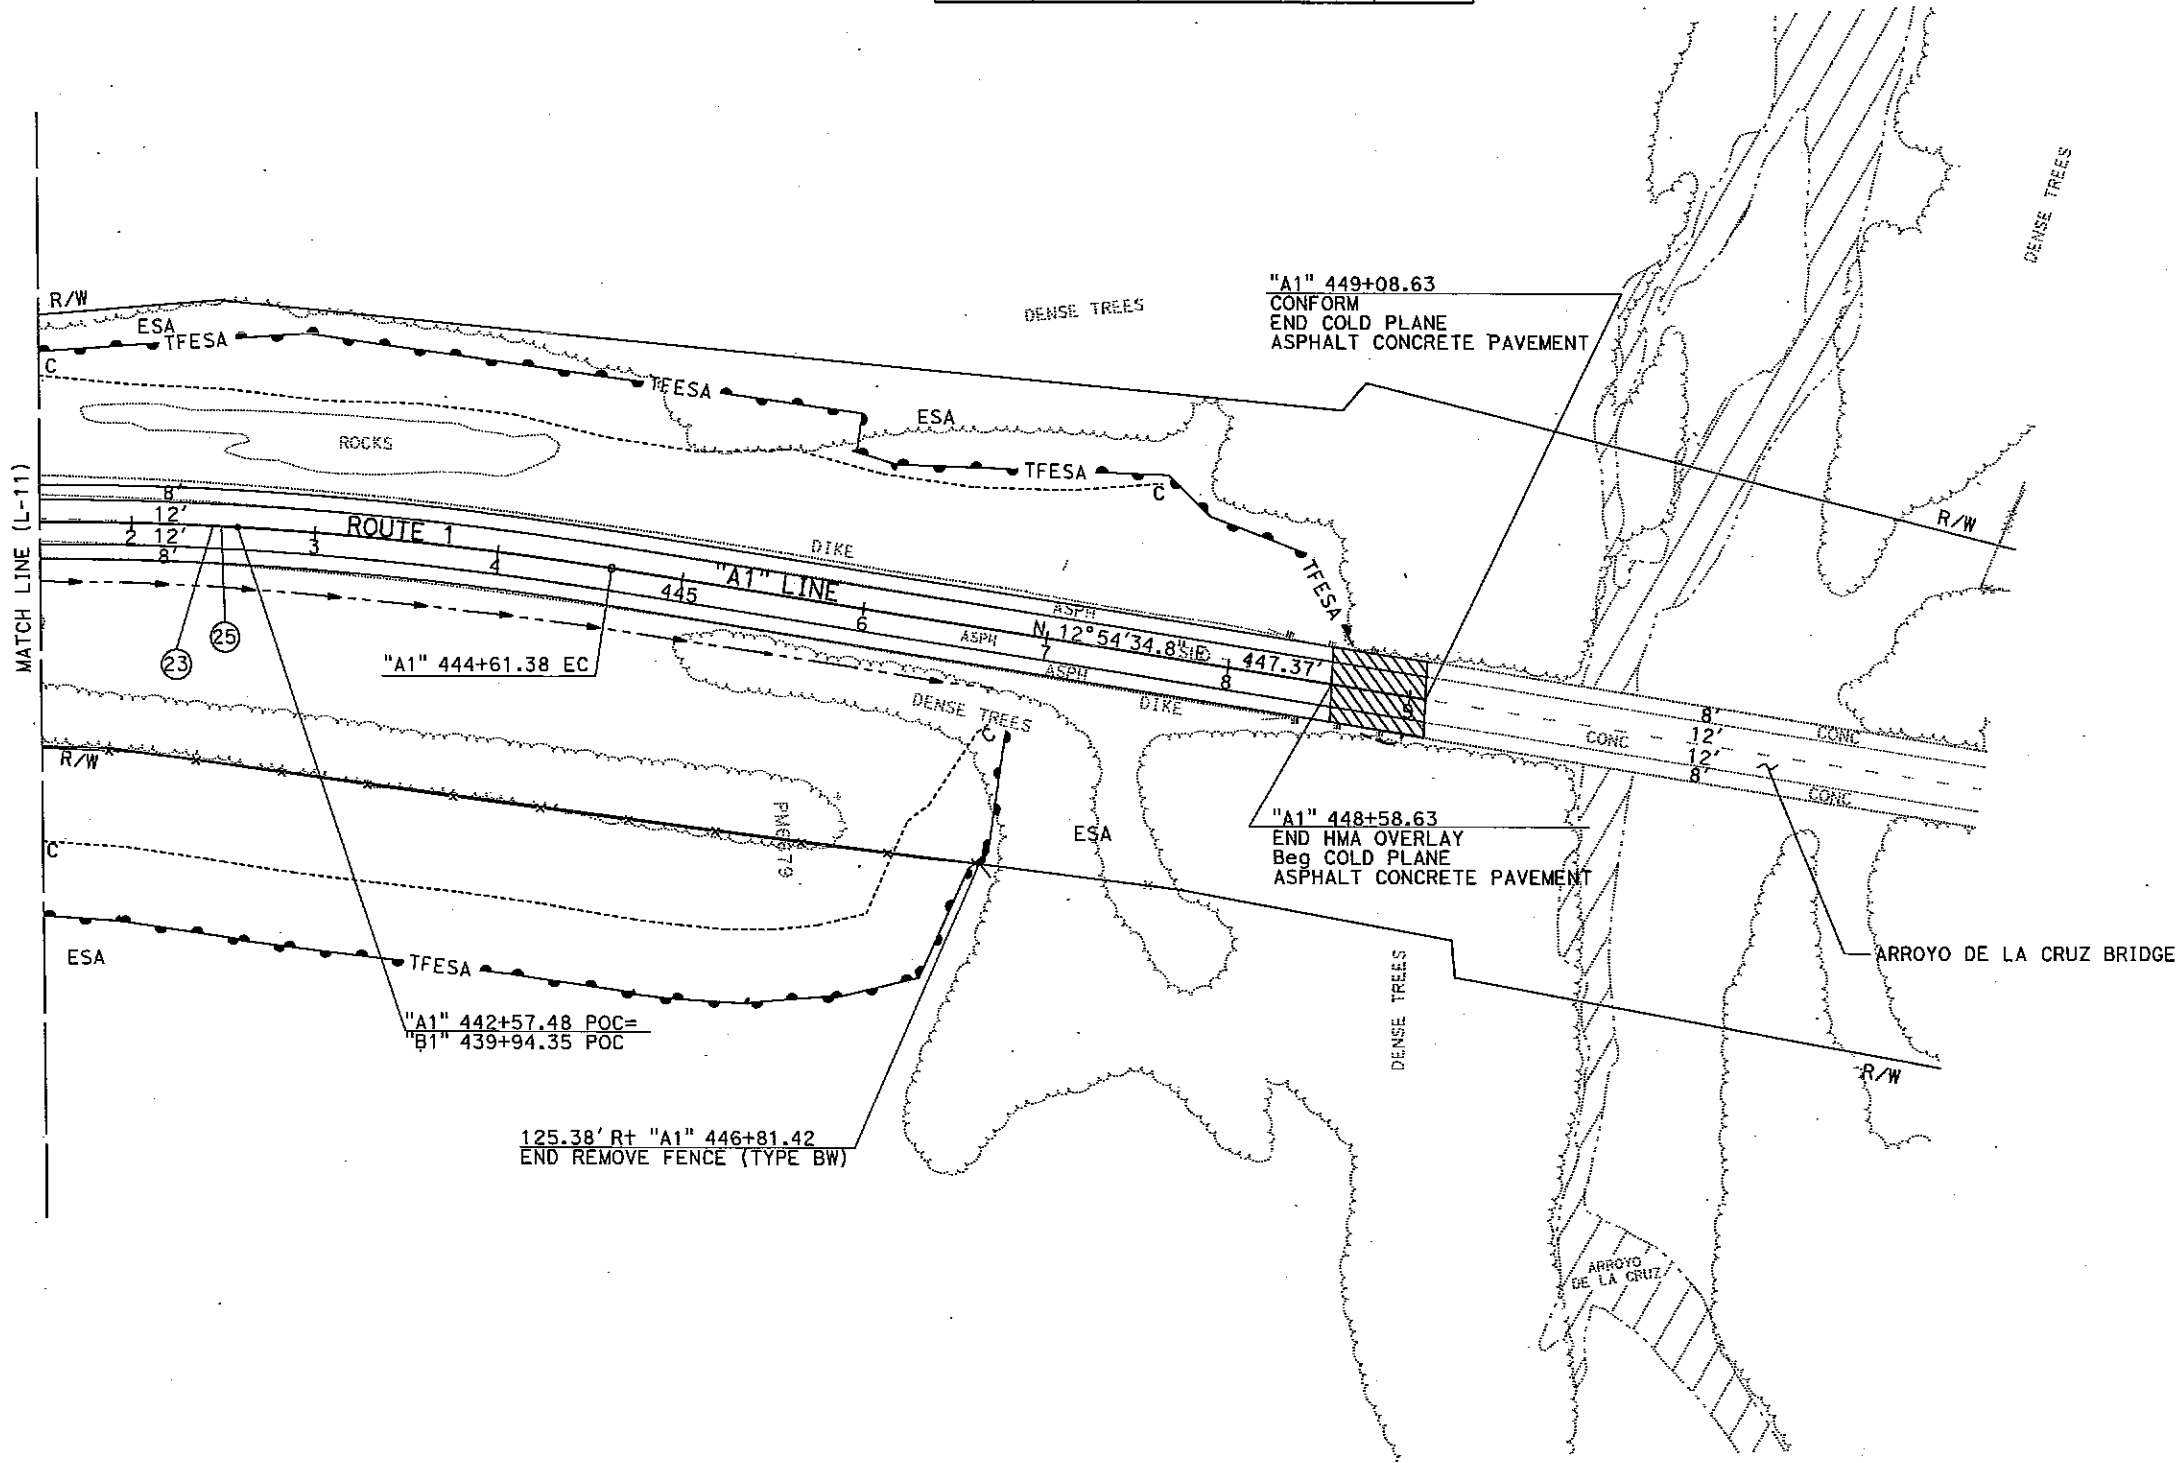 MATCH LINE (L-11)
R/W
ESA
TFESA
C
ROCKS
8'
12'
12'
8'
2
3
4
445
6
7
8
9
ROUTE 1
"A1" LINE
DIKE
TFESA
ESA
TFESA
C
TFESA
DENSE TREES
"A1" 449+08.63
CONFORM
END COLD PLANE
ASPHALT CONCRETE PAVEMENT
DENSE TREES
R/W
ASPH
N 12°54'34.8"
447.37'
ASPH
ASPH
DIKE
23
25
"A1" 444+61.38 EC
DENSE TREES
C
R/W
C
ESA
TFESA
ESA
8'
12'
12'
8'
CONC
CONC
CONC
"A1" 448+58.63
END HMA OVERLAY
Beg COLD PLANE
ASPHALT CONCRETE PAVEMENT
ARROYO DE LA CRUZ BRIDGE
DENSE TREES
R/W
"A1" 442+57.48 POC=
"B1" 439+94.35 POC
125.38' Rt "A1" 446+81.42
END REMOVE FENCE (TYPE BW)
ARROYO
DE LA CRUZ